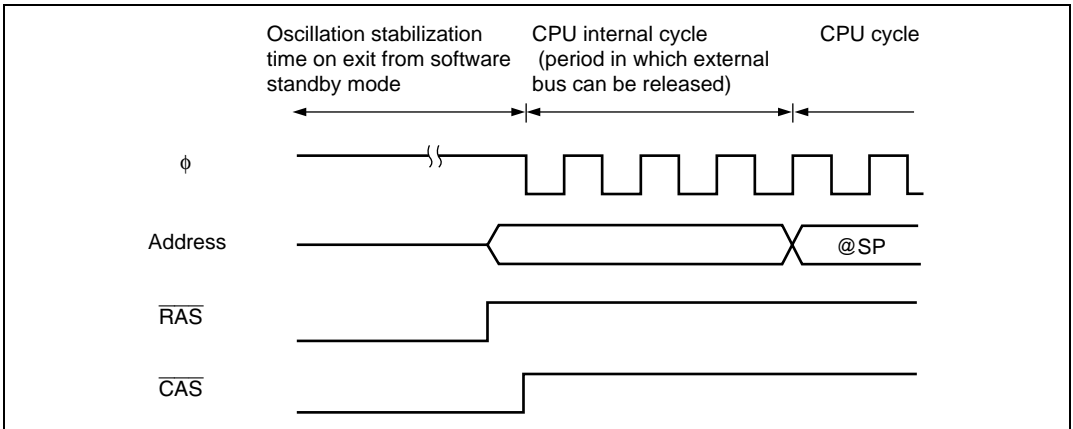 Oscillation stabilization
time on exit from software
standby mode
CPU internal cycle
(period in which external
bus can be released)
CPU cycle
φ
Address
@SP
RAS
CAS